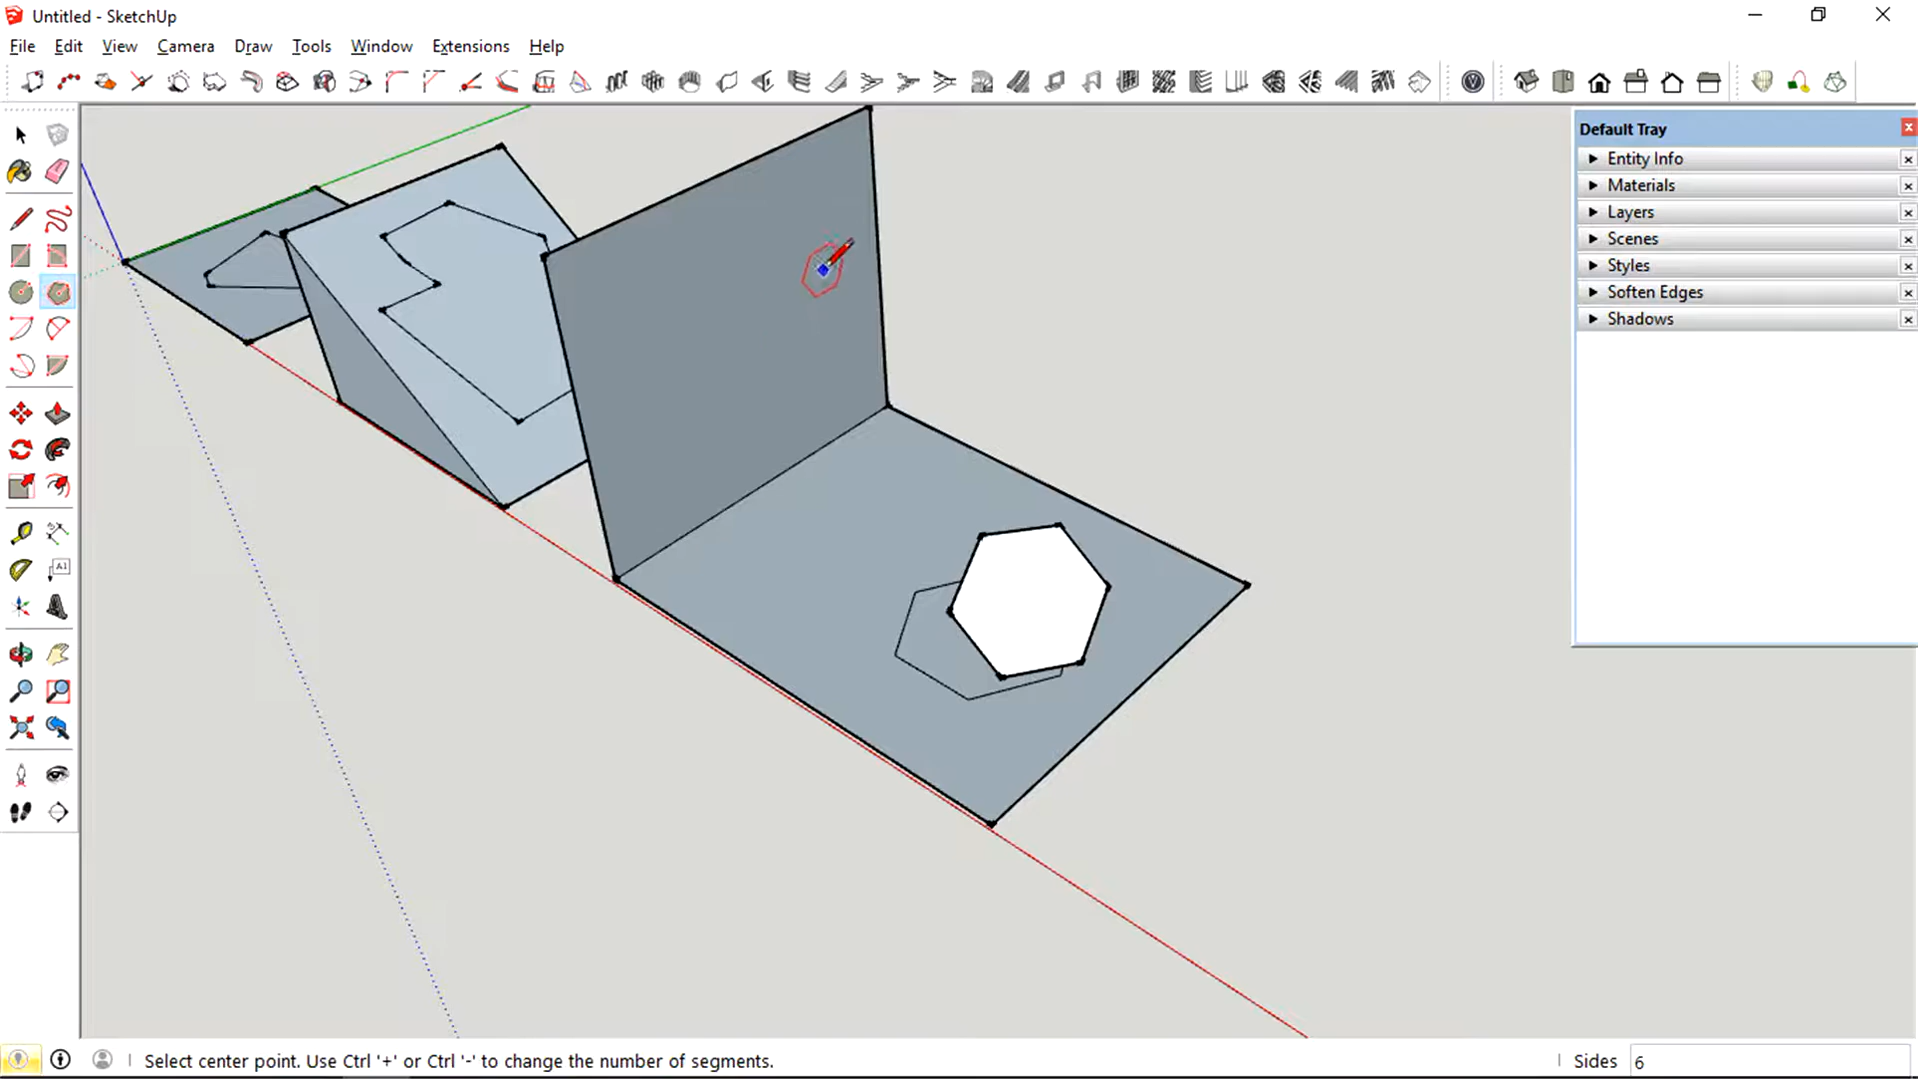 Untitled - SketchUp
File Edit View Camera Draw Tools Window Extensions Help
Default Tray
Entity Info
Materials
Layers
Scenes
Styles
Soften Edges
Shadows
A1
Select center point. Use Ctrl '+' or Ctrl '-' to change the number of segments.
Sides 6